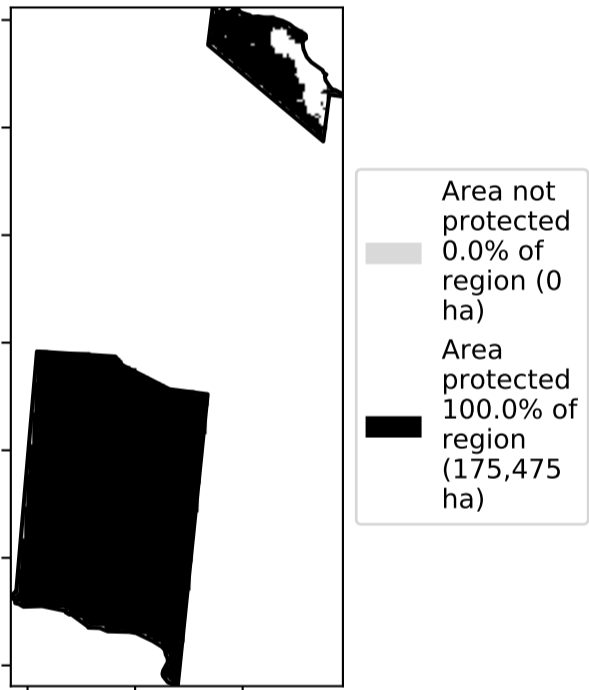 Area not
protected
0.0% of
region (0
ha)
Area
protected
100.0% of
region
(175,475
ha)